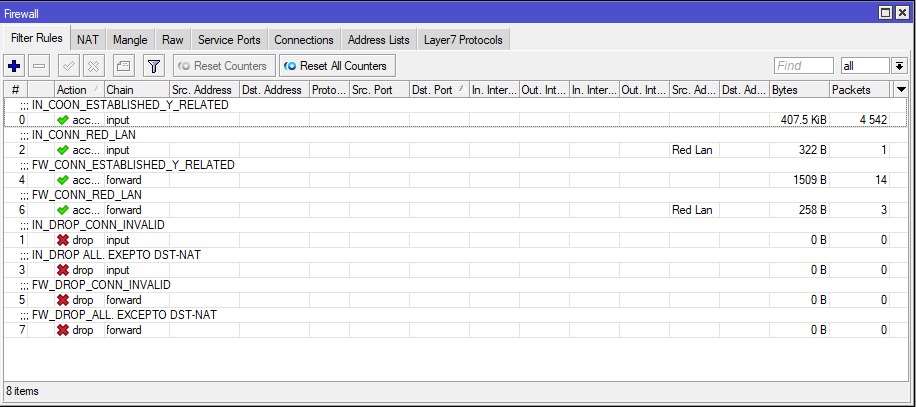 Firewall
Filter Rules NAT Mangle Raw Service Ports Connections Address Lists Layer7 Protocols
Reset Counters Reset All Counters Find all
# Action Chain Src. Address Dst. Address Proto... Src. Port Dst. Port In. Inter... Out. Int... In. Inter... Out. Int... Src. Ad... Dst. Ad... Bytes Packets
;;; IN_COON_ESTABLISHED_Y_RELATED
0 acc... input 407.5 KiB 4 542
;;; IN_CONN_RED_LAN
2 acc... input Red Lan 322 B 1
;;; FW_CONN_ESTABLISHED_Y_RELATED
4 acc... forward 1509 B 14
;;; FW_CONN_RED_LAN
6 acc... forward Red Lan 258 B 3
;;; IN_DROP_CONN_INVALID
1 drop input 0 B 0
;;; IN_DROP ALL. EXEPTO DST-NAT
3 drop input 0 B 0
;;; FW_DROP_CONN_INVALID
5 drop forward 0 B 0
;;; FW_DROP_ALL. EXCEPTO DST-NAT
7 drop forward 0 B 0
8 items